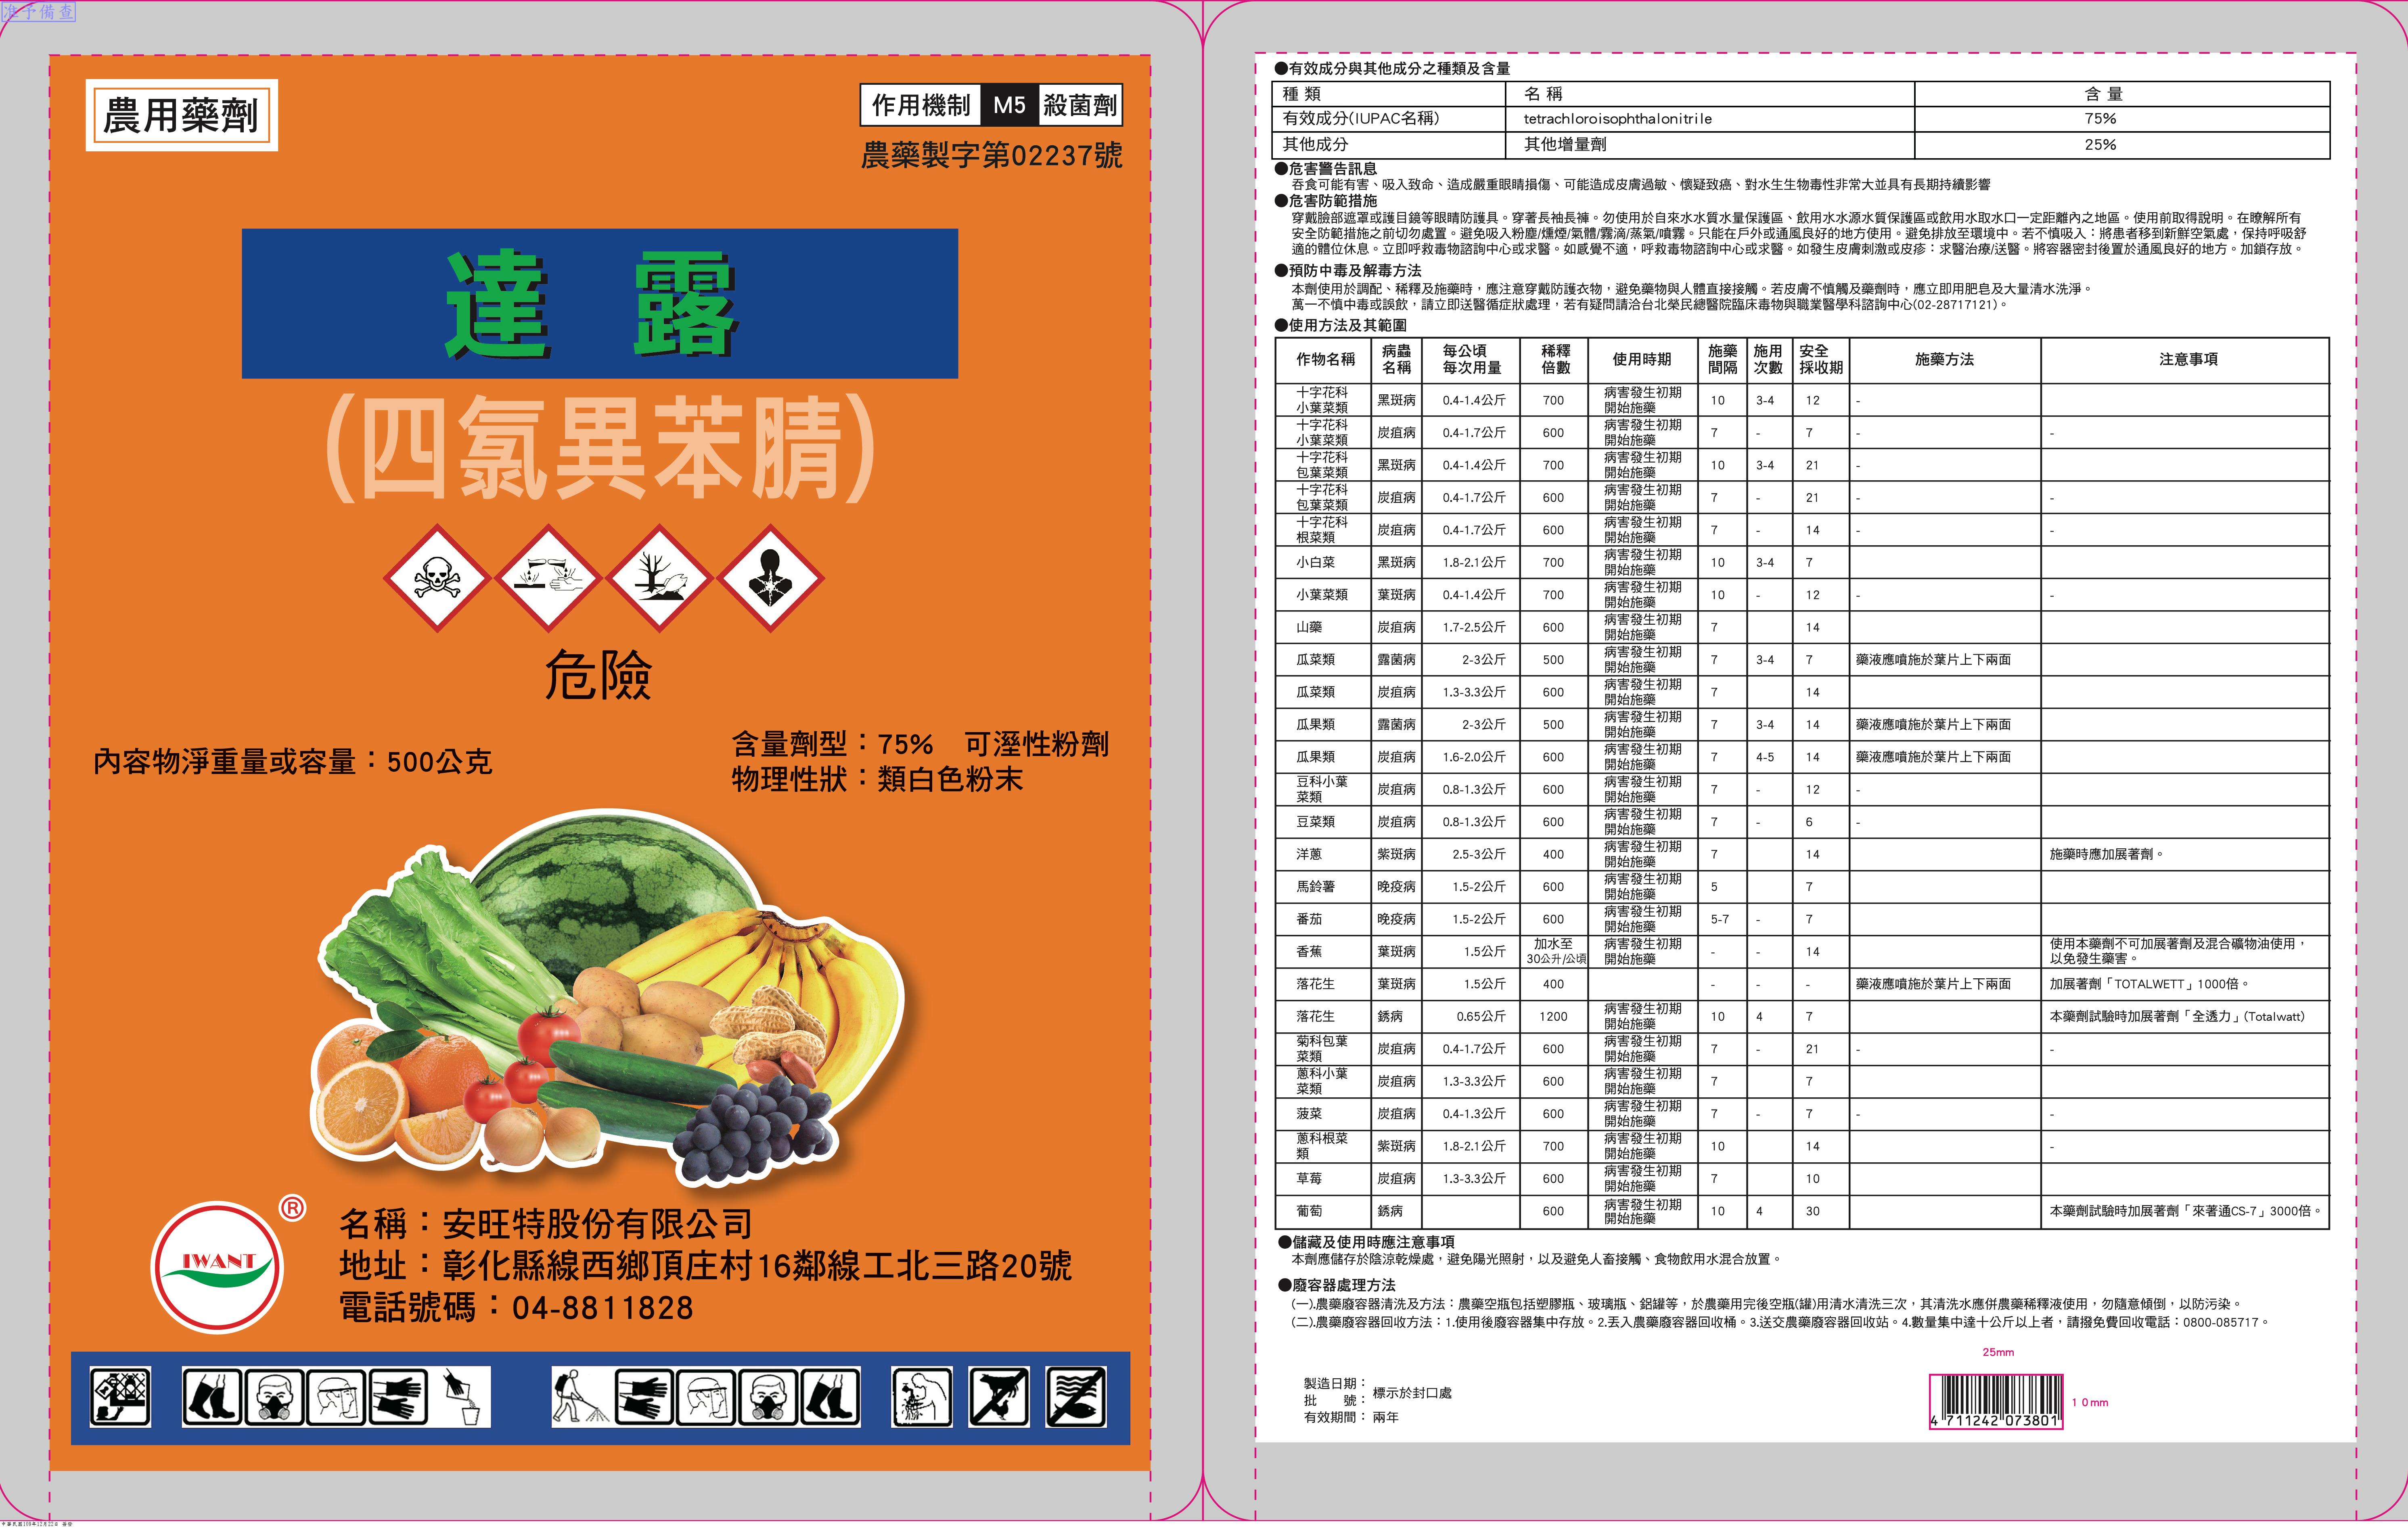 准予備查
農用藥劑
作用機制 M5 殺菌劑
農藥製字第02237號
達 露
(四氯異苯腈)
危險
內容物淨重量或容量：500公克
含量劑型：75% 可溼性粉劑
物理性狀：類白色粉末
IWANT ®
名稱：安旺特股份有限公司
地址：彰化縣線西鄉頂庄村16鄰線工北三路20號
電話號碼：04-8811828
●有效成分與其他成分之種類及含量
種 類 名 稱 含 量
有效成分(IUPAC名稱) tetrachloroisophthalonitrile 75%
其他成分 其他增量劑 25%
●危害警告訊息
吞食可能有害、吸入致命、造成嚴重眼睛損傷、可能造成皮膚過敏、懷疑致癌、對水生生物毒性非常大並具有長期持續影響
●危害防範措施
穿戴臉部遮罩或護目鏡等眼睛防護具。穿著長袖長褲。勿使用於自來水水質水量保護區、飲用水水源水質保護區或飲用水取水口一定距離內之地區。使用前取得說明。在瞭解所有
安全防範措施之前切勿處置。避免吸入粉塵/燻煙/氣體/霧滴/蒸氣/噴霧。只能在戶外或通風良好的地方使用。避免排放至環境中。若不慎吸入：將患者移到新鮮空氣處，保持呼吸舒
適的體位休息。立即呼救毒物諮詢中心或求醫。如感覺不適，呼救毒物諮詢中心或求醫。如發生皮膚刺激或皮疹：求醫治療/送醫。將容器密封後置於通風良好的地方。加鎖存放。
●預防中毒及解毒方法
本劑使用於調配、稀釋及施藥時，應注意穿戴防護衣物，避免藥物與人體直接接觸。若皮膚不慎觸及藥劑時，應立即用肥皂及大量清水洗淨。
萬一不慎中毒或誤飲，請立即送醫循症狀處理，若有疑問請洽台北榮民總醫院臨床毒物與職業醫學科諮詢中心(02-28717121)。
●使用方法及其範圍
作物名稱 病蟲名稱 每公頃每次用量 稀釋倍數 使用時期 施藥間隔 施用次數 安全採收期 施藥方法 注意事項
十字花科小葉菜類 黑斑病 0.4-1.4公斤 700 病害發生初期開始施藥 10 3-4 12 -
十字花科小葉菜類 炭疽病 0.4-1.7公斤 600 病害發生初期開始施藥 7 - 7 - -
十字花科包葉菜類 黑斑病 0.4-1.4公斤 700 病害發生初期開始施藥 10 3-4 21 -
十字花科包葉菜類 炭疽病 0.4-1.7公斤 600 病害發生初期開始施藥 7 - 21 - -
十字花科根菜類 炭疽病 0.4-1.7公斤 600 病害發生初期開始施藥 7 - 14 - -
小白菜 黑斑病 1.8-2.1公斤 700 病害發生初期開始施藥 10 3-4 7
小葉菜類 葉斑病 0.4-1.4公斤 700 病害發生初期開始施藥 10 - 12 - -
山藥 炭疽病 1.7-2.5公斤 600 病害發生初期開始施藥 7 14
瓜菜類 露菌病 2-3公斤 500 病害發生初期開始施藥 7 3-4 7 藥液應噴施於葉片上下兩面
瓜菜類 炭疽病 1.3-3.3公斤 600 病害發生初期開始施藥 7 14
瓜果類 露菌病 2-3公斤 500 病害發生初期開始施藥 7 3-4 14 藥液應噴施於葉片上下兩面
瓜果類 炭疽病 1.6-2.0公斤 600 病害發生初期開始施藥 7 4-5 14 藥液應噴施於葉片上下兩面
豆科小葉菜類 炭疽病 0.8-1.3公斤 600 病害發生初期開始施藥 7 - 12 -
豆菜類 炭疽病 0.8-1.3公斤 600 病害發生初期開始施藥 7 - 6 -
洋蔥 紫斑病 2.5-3公斤 400 病害發生初期開始施藥 7 14 施藥時應加展著劑。
馬鈴薯 晚疫病 1.5-2公斤 600 病害發生初期開始施藥 5 7
番茄 晚疫病 1.5-2公斤 600 病害發生初期開始施藥 5-7 - 7
香蕉 葉斑病 1.5公斤 加水至30公升/公頃 病害發生初期開始施藥 - - 14 使用本藥劑不可加展著劑及混合礦物油使用，以免發生藥害。
落花生 葉斑病 1.5公斤 400 - - - 藥液應噴施於葉片上下兩面 加展著劑「TOTALWETT」1000倍。
落花生 銹病 0.65公斤 1200 病害發生初期開始施藥 10 4 7 本藥劑試驗時加展著劑「全透力」(Totalwatt)
菊科包葉菜類 炭疽病 0.4-1.7公斤 600 病害發生初期開始施藥 7 - 21 - -
蔥科小葉菜類 炭疽病 1.3-3.3公斤 600 病害發生初期開始施藥 7 7
菠菜 炭疽病 0.4-1.3公斤 600 病害發生初期開始施藥 7 - 7 - -
蔥科根菜類 紫斑病 1.8-2.1公斤 700 病害發生初期開始施藥 10 14 -
草莓 炭疽病 1.3-3.3公斤 600 病害發生初期開始施藥 7 10
葡萄 銹病 600 病害發生初期開始施藥 10 4 30 本藥劑試驗時加展著劑「來著通CS-7」3000倍。
●儲藏及使用時應注意事項
本劑應儲存於陰涼乾燥處，避免陽光照射，以及避免人畜接觸、食物飲用水混合放置。
●廢容器處理方法
(一).農藥廢容器清洗及方法：農藥空瓶包括塑膠瓶、玻璃瓶、鋁罐等，於農藥用完後空瓶(罐)用清水清洗三次，其清洗水應併農藥稀釋液使用，勿隨意傾倒，以防污染。
(二).農藥廢容器回收方法：1.使用後廢容器集中存放。2.丟入農藥廢容器回收桶。3.送交農藥廢容器回收站。4.數量集中達十公斤以上者，請撥免費回收電話：0800-085717。
製造日期：
批 號： 標示於封口處
有效期間： 兩年
25mm
10mm
4 711242 073801